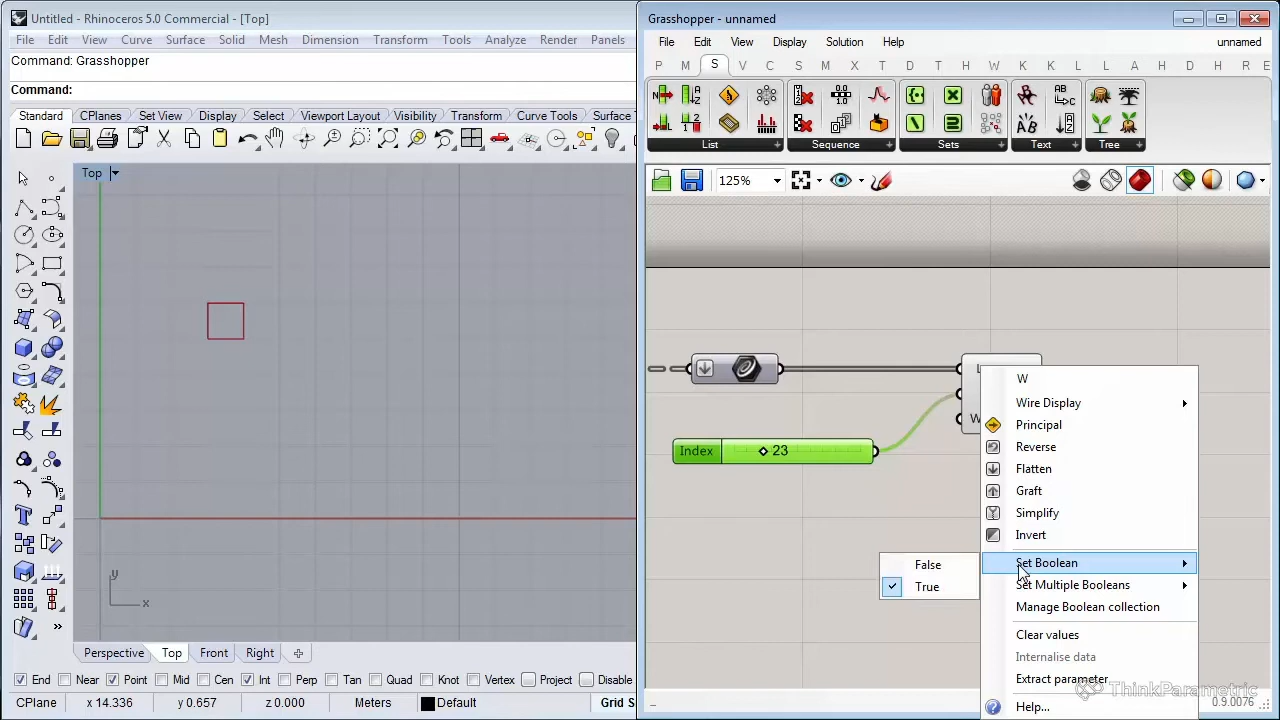 Untitled - Rhinoceros 5.0 Commercial - [Top]
File Edit View Curve Surface Solid Mesh Dimension Transform Tools Analyze Render Panels
Command: Grasshopper
Command:
Standard CPlanes Set View Display Select Viewport Layout Visibility Transform Curve Tools Surface
Top
y
x
Perspective Top Front Right
End Near Point Mid Cen Int Perp Tan Quad Knot Vertex Project Disable
CPlane x 14.336 y 0.657 z 0.000 Meters Default Grid S
Grasshopper - unnamed
File Edit View Display Solution Help unnamed
P M S V C S M X T D T H W K K L A D H R E
List Sequence Sets Text Tree
125%
L
W
Index 23
W
Wire Display
Principal
Reverse
Flatten
Graft
Simplify
Invert
Set Boolean
False
True
Set Multiple Booleans
Manage Boolean collection
Clear values
Internalise data
Extract parameter
Help...
ThinkParametric
0.9.0076